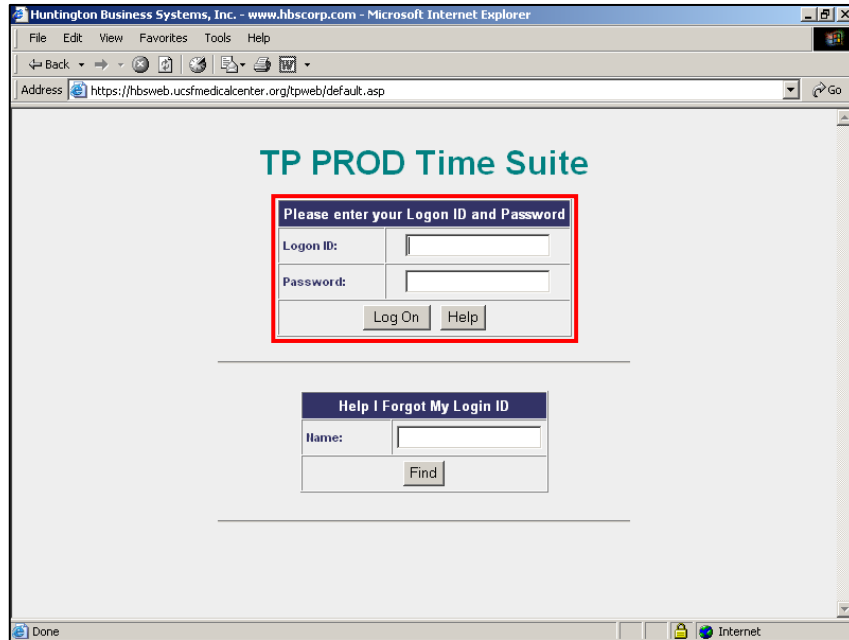 Huntington Business Systems, Inc. - www.hbscorp.com - Microsoft Internet Explorer
File Edit View Favorites Tools Help
Back
Address https://hbsweb.ucsfmedicalcenter.org/tpweb/default.asp Go
TP PROD Time Suite
Please enter your Logon ID and Password
Logon ID:
Password:
Log On Help
Help I Forgot My Login ID
Name:
Find
Done Internet